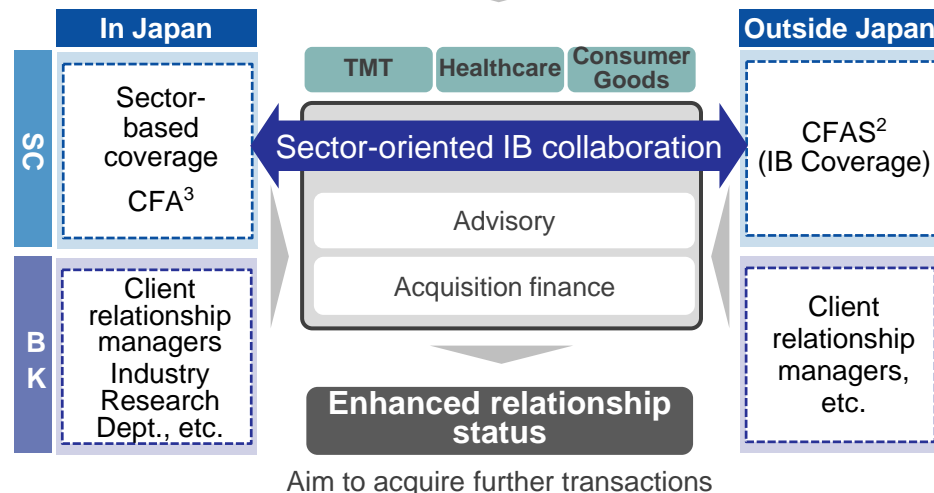 In Japan
Outside Japan
TMT
Healthcare
Consumer
Goods
SC
Sector-
based
coverage
CFA3
Sector-oriented IB collaboration
CFAS2
(IB Coverage)
Advisory
Acquisition finance
B
K
Client
relationship
managers
Industry
Research
Dept., etc.
Client
relationship
managers,
etc.
Enhanced relationship
status
Aim to acquire further transactions